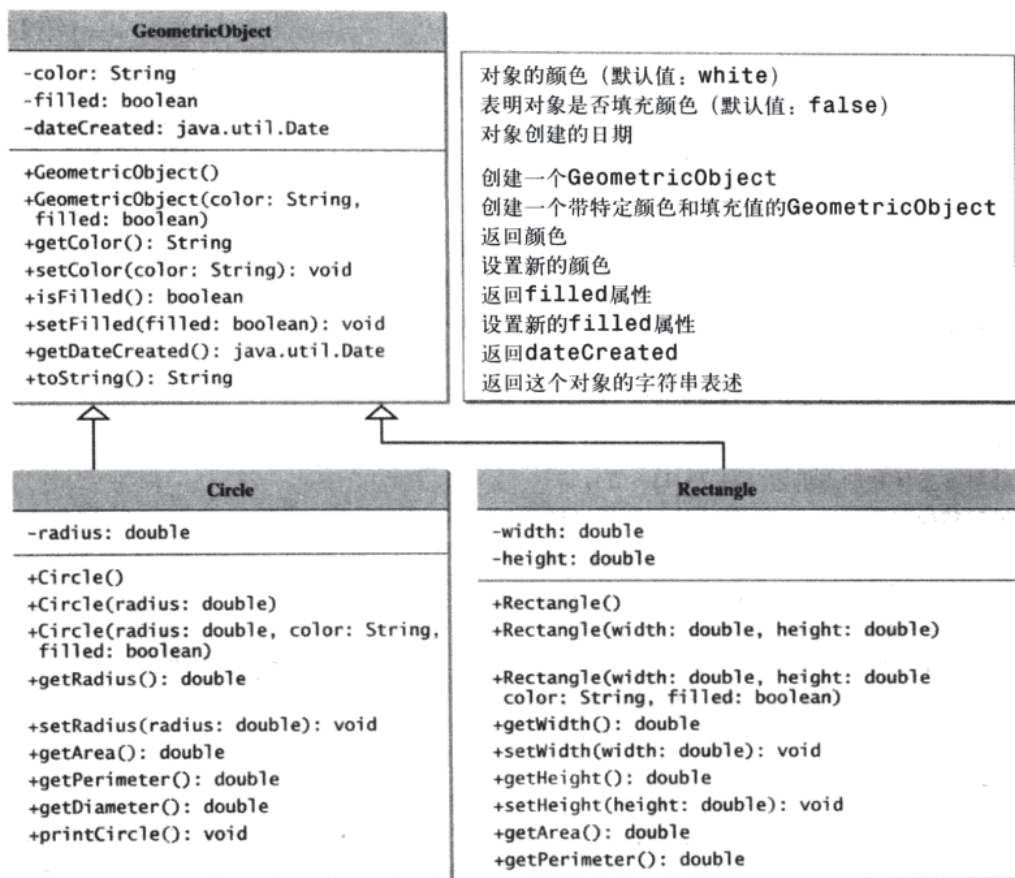 GeometricObject
-color: String
-filled: boolean
-dateCreated: java.util.Date
+GeometricObject()
+GeometricObject(color: String,
filled: boolean)
+getColor(): String
+setColor(color: String): void
+isFilled(): boolean
+setFilled(filled: boolean): void
+getDateCreated(): java.util.Date
+toString(): String
对象的颜色（默认值：white）
表明对象是否填充颜色（默认值：false）
对象创建的日期
创建一个GeometricObject
创建一个带特定颜色和填充值的GeometricObject
返回颜色
设置新的颜色
返回filled属性
设置新的filled属性
返回dateCreated
返回这个对象的字符串表述
Circle
-radius: double
+Circle()
+Circle(radius: double)
+Circle(radius: double, color: String,
filled: boolean)
+getRadius(): double
+setRadius(radius: double): void
+getArea(): double
+getPerimeter(): double
+getDiameter(): double
+printCircle(): void
Rectangle
-width: double
-height: double
+Rectangle()
+Rectangle(width: double, height: double)
+Rectangle(width: double, height: double
color: String, filled: boolean)
+getWidth(): double
+setWidth(width: double): void
+getHeight(): double
+setHeight(height: double): void
+getArea(): double
+getPerimeter(): double